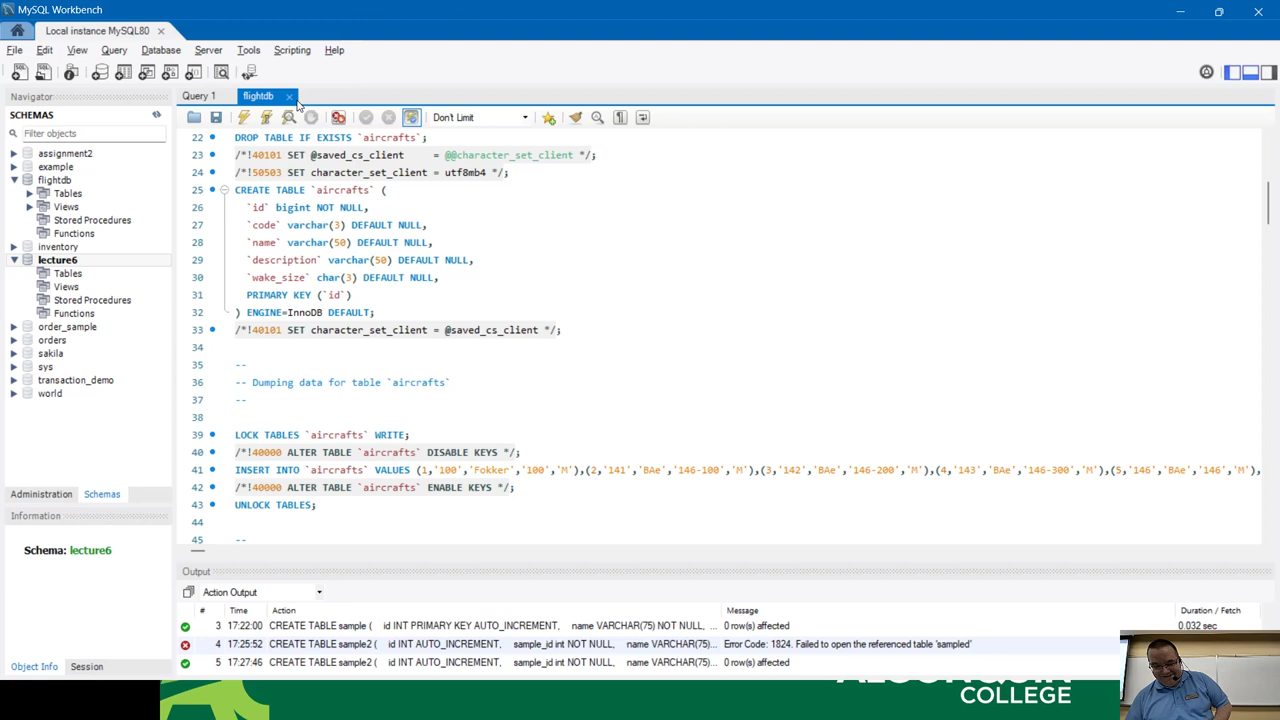 MySQL Workbench
Local instance MySQL80
File Edit View Query Database Server Tools Scripting Help
Navigator
SCHEMAS
Filter objects
assignment2
example
flightdb
Tables
Views
Stored Procedures
Functions
inventory
lecture6
Tables
Views
Stored Procedures
Functions
order_sample
orders
sakila
sys
transaction_demo
world
Administration Schemas
Information
Schema: lecture6
Object Info Session
Query 1 flightdb
Don't Limit
22 DROP TABLE IF EXISTS `aircrafts`;
23 /*!40101 SET @saved_cs_client     = @@character_set_client */;
24 /*!50503 SET character_set_client = utf8mb4 */;
25 CREATE TABLE `aircrafts` (
26 `id` bigint NOT NULL,
27 `code` varchar(3) DEFAULT NULL,
28 `name` varchar(50) DEFAULT NULL,
29 `description` varchar(50) DEFAULT NULL,
30 `wake_size` char(3) DEFAULT NULL,
31 PRIMARY KEY (`id`)
32 ) ENGINE=InnoDB DEFAULT;
33 /*!40101 SET character_set_client = @saved_cs_client */;
34
35 --
36 -- Dumping data for table `aircrafts`
37 --
38
39 LOCK TABLES `aircrafts` WRITE;
40 /*!40000 ALTER TABLE `aircrafts` DISABLE KEYS */;
41 INSERT INTO `aircrafts` VALUES (1,'100','Fokker','100','M'),(2,'141','BAe','146-100','M'),(3,'142','BAe','146-200','M'),(4,'143','BAe','146-300','M'),(5,'146','BAe','146','M'),
42 /*!40000 ALTER TABLE `aircrafts` ENABLE KEYS */;
43 UNLOCK TABLES;
44
45 --
Output
Action Output
# Time Action Message Duration / Fetch
3 17:22:00 CREATE TABLE sample ( id INT PRIMARY KEY AUTO_INCREMENT, name VARCHAR(75) NOT NULL, ... 0 row(s) affected 0.032 sec
4 17:25:52 CREATE TABLE sample2 ( id INT AUTO_INCREMENT, sample_id int NOT NULL, name VARCHAR(75)... Error Code: 1824. Failed to open the referenced table 'sampled'
5 17:27:46 CREATE TABLE sample2 ( id INT AUTO_INCREMENT, sample_id int NOT NULL, name VARCHAR(75)... 0 row(s) affected
COLLEGE